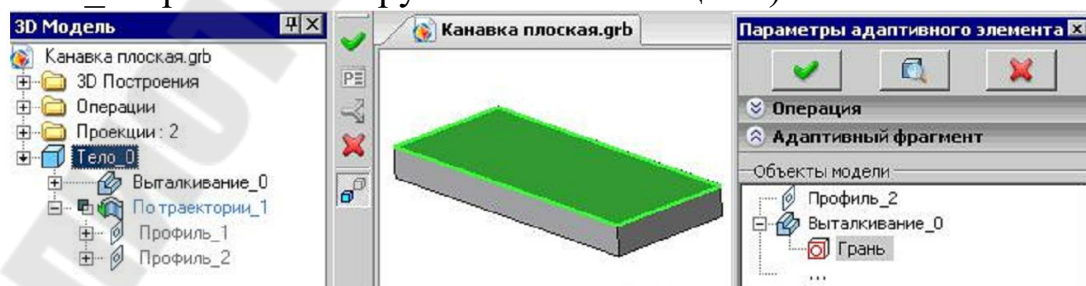 3D Модель
Канавка плоская.grb
3D Построения
Операции
Проекции : 2
Тело_0
Выталкивание_0
По траектории_1
Профиль_1
Профиль_2
Канавка плоская.grb
Параметры адаптивного элемента
Операция
Адаптивный фрагмент
Объекты модели
Профиль_2
Выталкивание_0
Грань
...